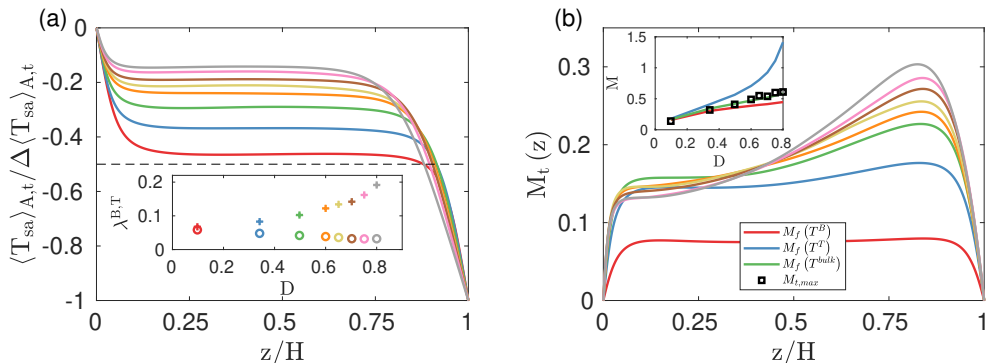 (a)
0
-0.2
-0.4
-0.6
-0.8
-1
⟨T_sa⟩_A,t / Δ⟨T_sa⟩_A,t
0 0.25 0.5 0.75 1
z/H
0.2
0.1
0
λ^B,T
0 0.2 0.4 0.6 0.8
D
(b)
0.3
0.2
0.1
0
M_t(z)
0 0.25 0.5 0.75 1
z/H
1.5
1
0.5
0
M
0 0.2 0.4 0.6 0.8
D
M_f (T^B)
M_f (T^T)
M_f (T^bulk)
M_t,max